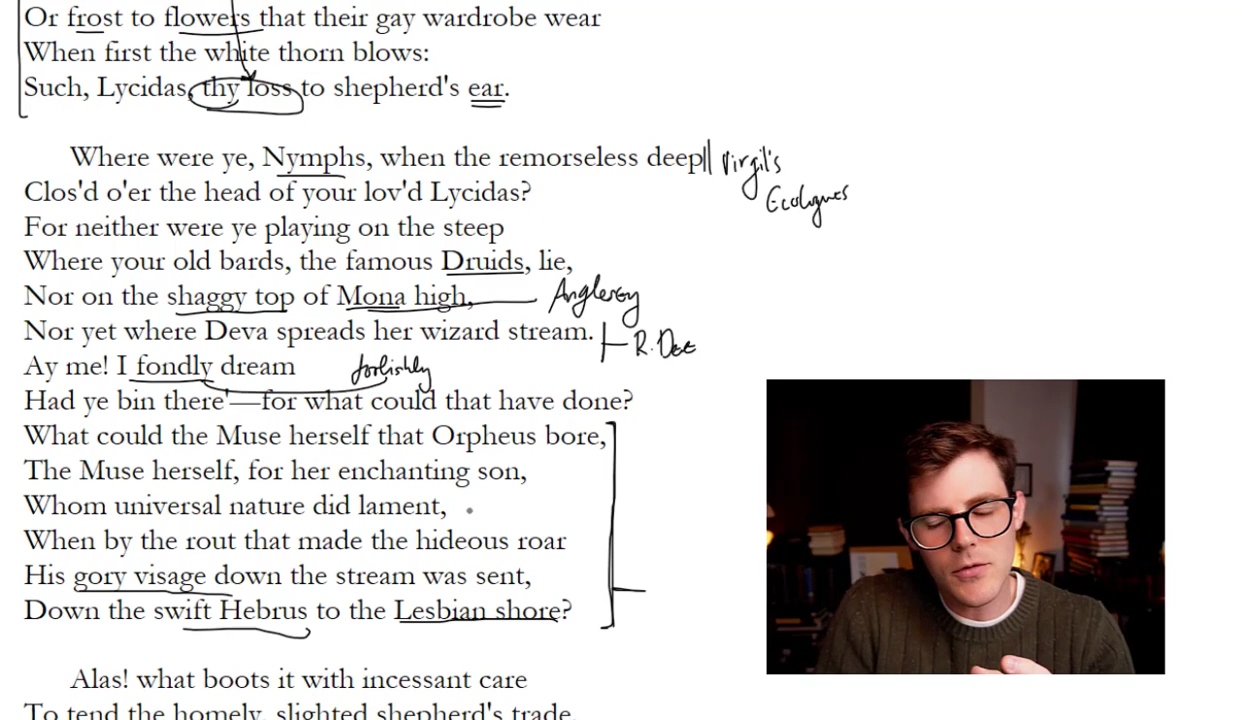 Or frost to flowers that their gay wardrobe wear
When first the white thorn blows:
Such, Lycidas, thy loss to shepherd's ear.
Where were ye, Nymphs, when the remorseless deep || Virgil's
Ecologues
Clos'd o'er the head of your lov'd Lycidas?
For neither were ye playing on the steep
Where your old bards, the famous Druids, lie,
Nor on the shaggy top of Mona high, Anglesey
Nor yet where Deva spreads her wizard stream. R. Dee
Ay me! I fondly dream foolishly
Had ye bin there'—for what could that have done?
What could the Muse herself that Orpheus bore,
The Muse herself, for her enchanting son,
Whom universal nature did lament,
When by the rout that made the hideous roar
His gory visage down the stream was sent,
Down the swift Hebrus to the Lesbian shore?
Alas! what boots it with incessant care
To tend the homely, slighted shepherd's trade,